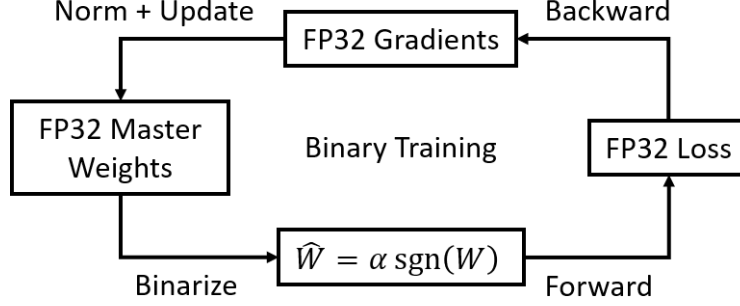 Norm + Update
Backward
FP32 Gradients
FP32 Master
Weights
Binary Training
FP32 Loss
Ŵ = α sgn(W)
Binarize
Forward